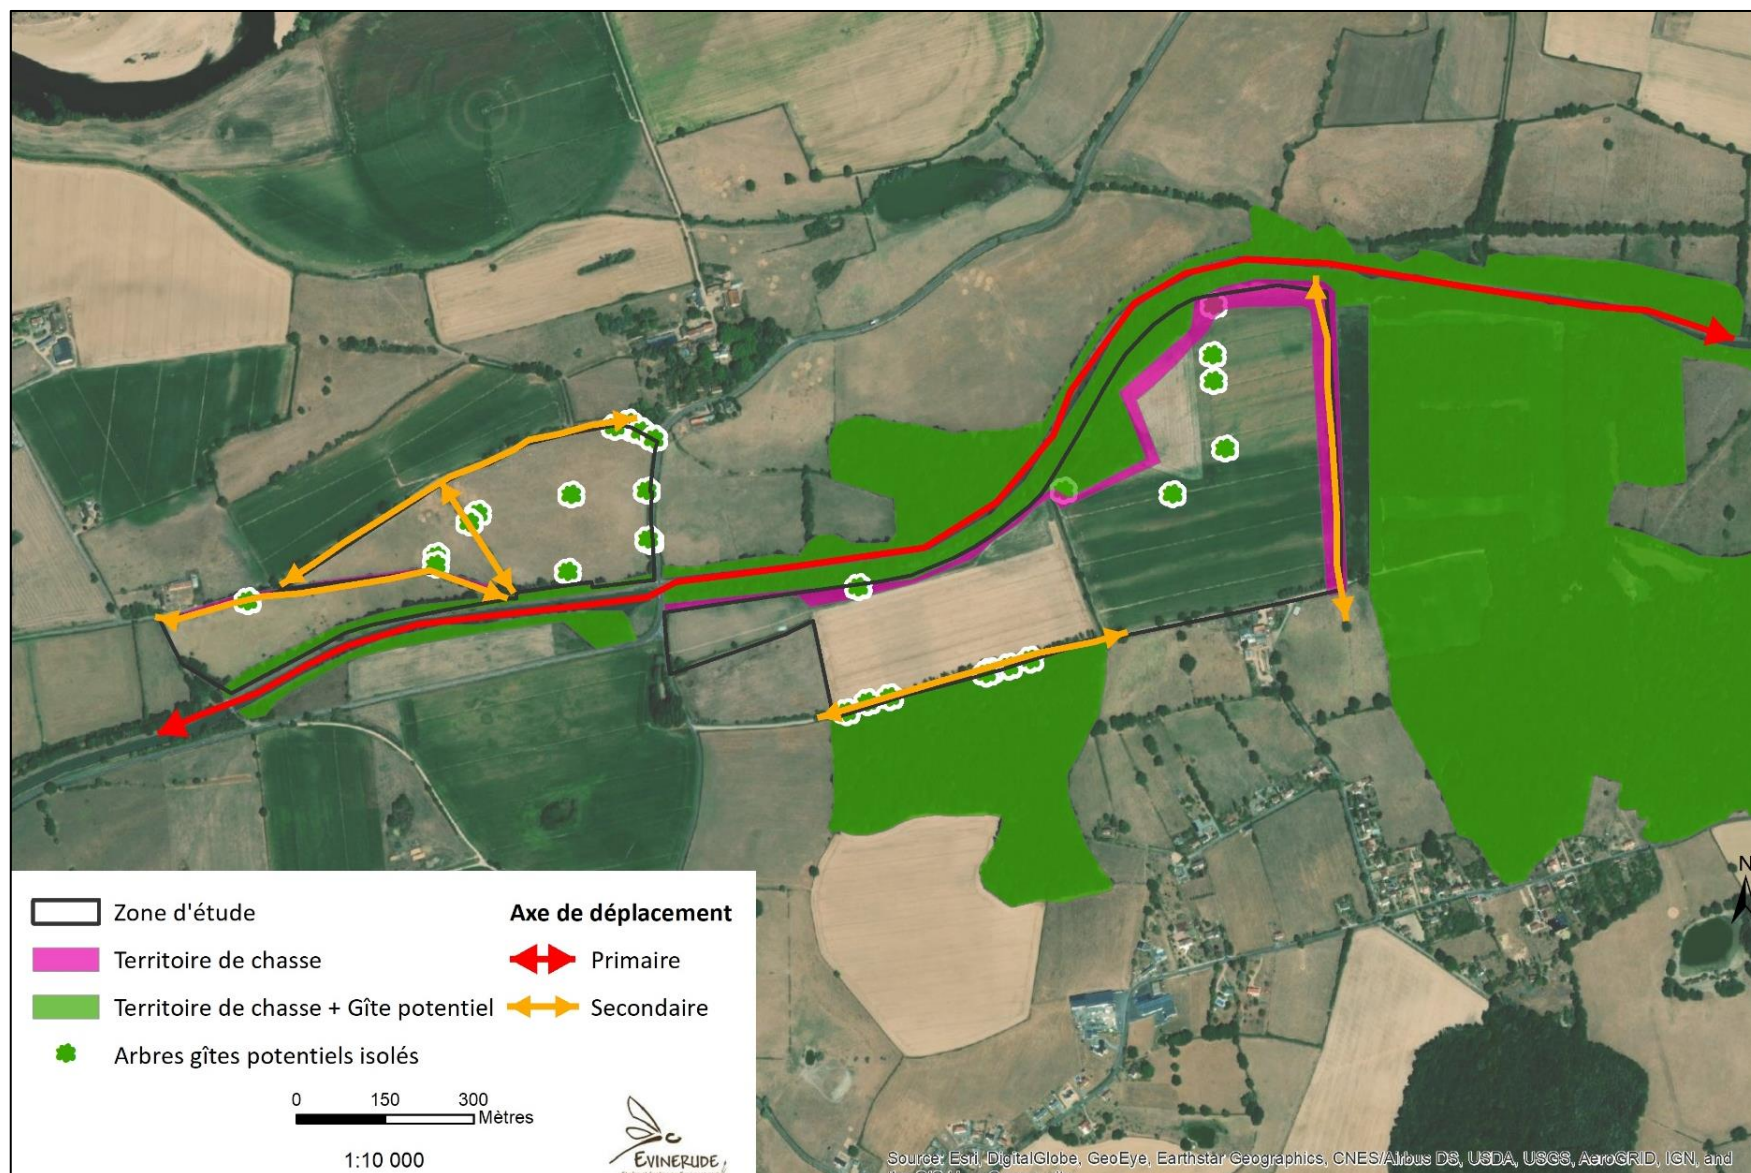 N
Zone d'étude
Axe de déplacement
Territoire de chasse
Primaire
Territoire de chasse + Gîte potentiel
Secondaire
Arbres gîtes potentiels isolés
0 150 300
Mètres
1:10 000
EVINERUDE
Source: Esri, DigitalGlobe, GeoEye, Earthstar Geographics, CNES/Airbus DS, USDA, USGS, AeroGRID, IGN, and